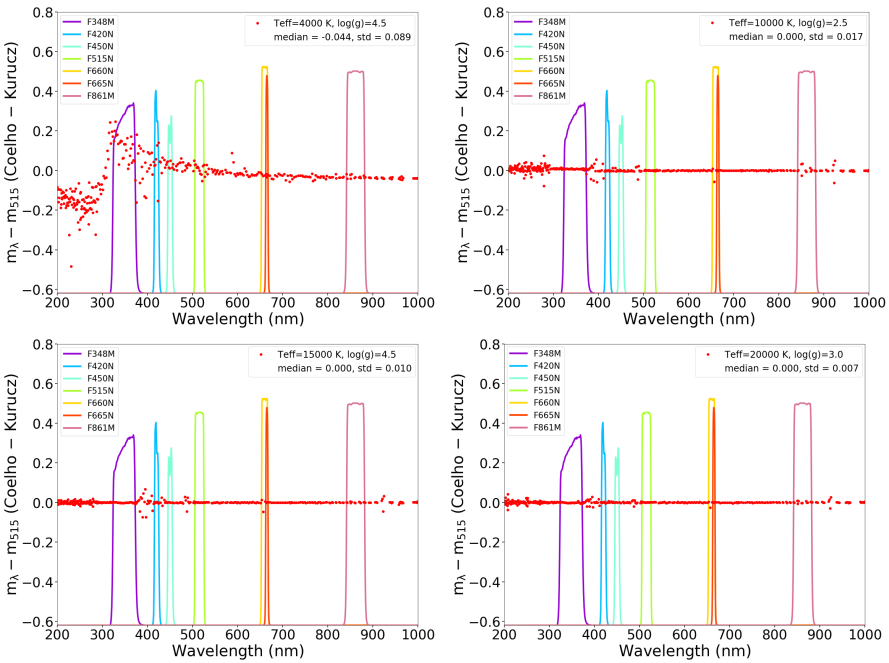 0.8
0.6
0.4
0.2
0.0
−0.2
−0.4
−0.6
mλ − m515 (Coelho − Kurucz)
F348M
F420N
F450N
F515N
F660N
F665N
F861M
Teff=4000 K, log(g)=4.5
median = -0.044, std = 0.089
200 300 400 500 600 700 800 900 1000
Wavelength (nm)
0.8
0.6
0.4
0.2
0.0
−0.2
−0.4
−0.6
mλ − m515 (Coelho − Kurucz)
F348M
F420N
F450N
F515N
F660N
F665N
F861M
Teff=10000 K, log(g)=2.5
median = 0.000, std = 0.017
200 300 400 500 600 700 800 900 1000
Wavelength (nm)
0.8
0.6
0.4
0.2
0.0
−0.2
−0.4
−0.6
mλ − m515 (Coelho − Kurucz)
F348M
F420N
F450N
F515N
F660N
F665N
F861M
Teff=15000 K, log(g)=4.5
median = 0.000, std = 0.010
200 300 400 500 600 700 800 900 1000
Wavelength (nm)
0.8
0.6
0.4
0.2
0.0
−0.2
−0.4
−0.6
mλ − m515 (Coelho − Kurucz)
F348M
F420N
F450N
F515N
F660N
F665N
F861M
Teff=20000 K, log(g)=3.0
median = 0.000, std = 0.007
200 300 400 500 600 700 800 900 1000
Wavelength (nm)